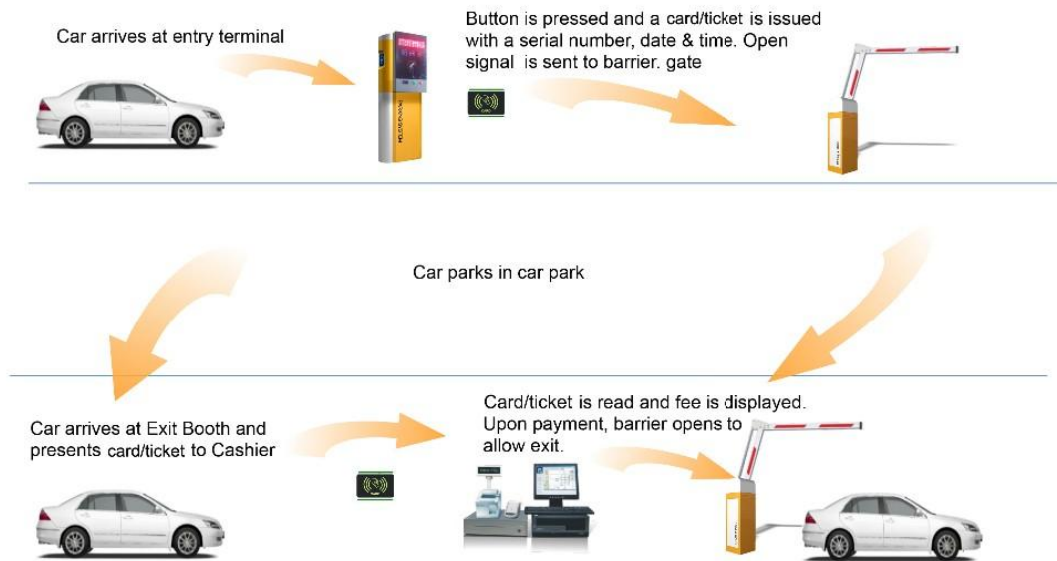 Car arrives at entry terminal
Button is pressed and a card/ticket is issued
with a serial number, date & time. Open
signal is sent to barrier. gate
Car parks in car park
Car arrives at Exit Booth and
presents card/ticket to Cashier
Card/ticket is read and fee is displayed.
Upon payment, barrier opens to
allow exit.